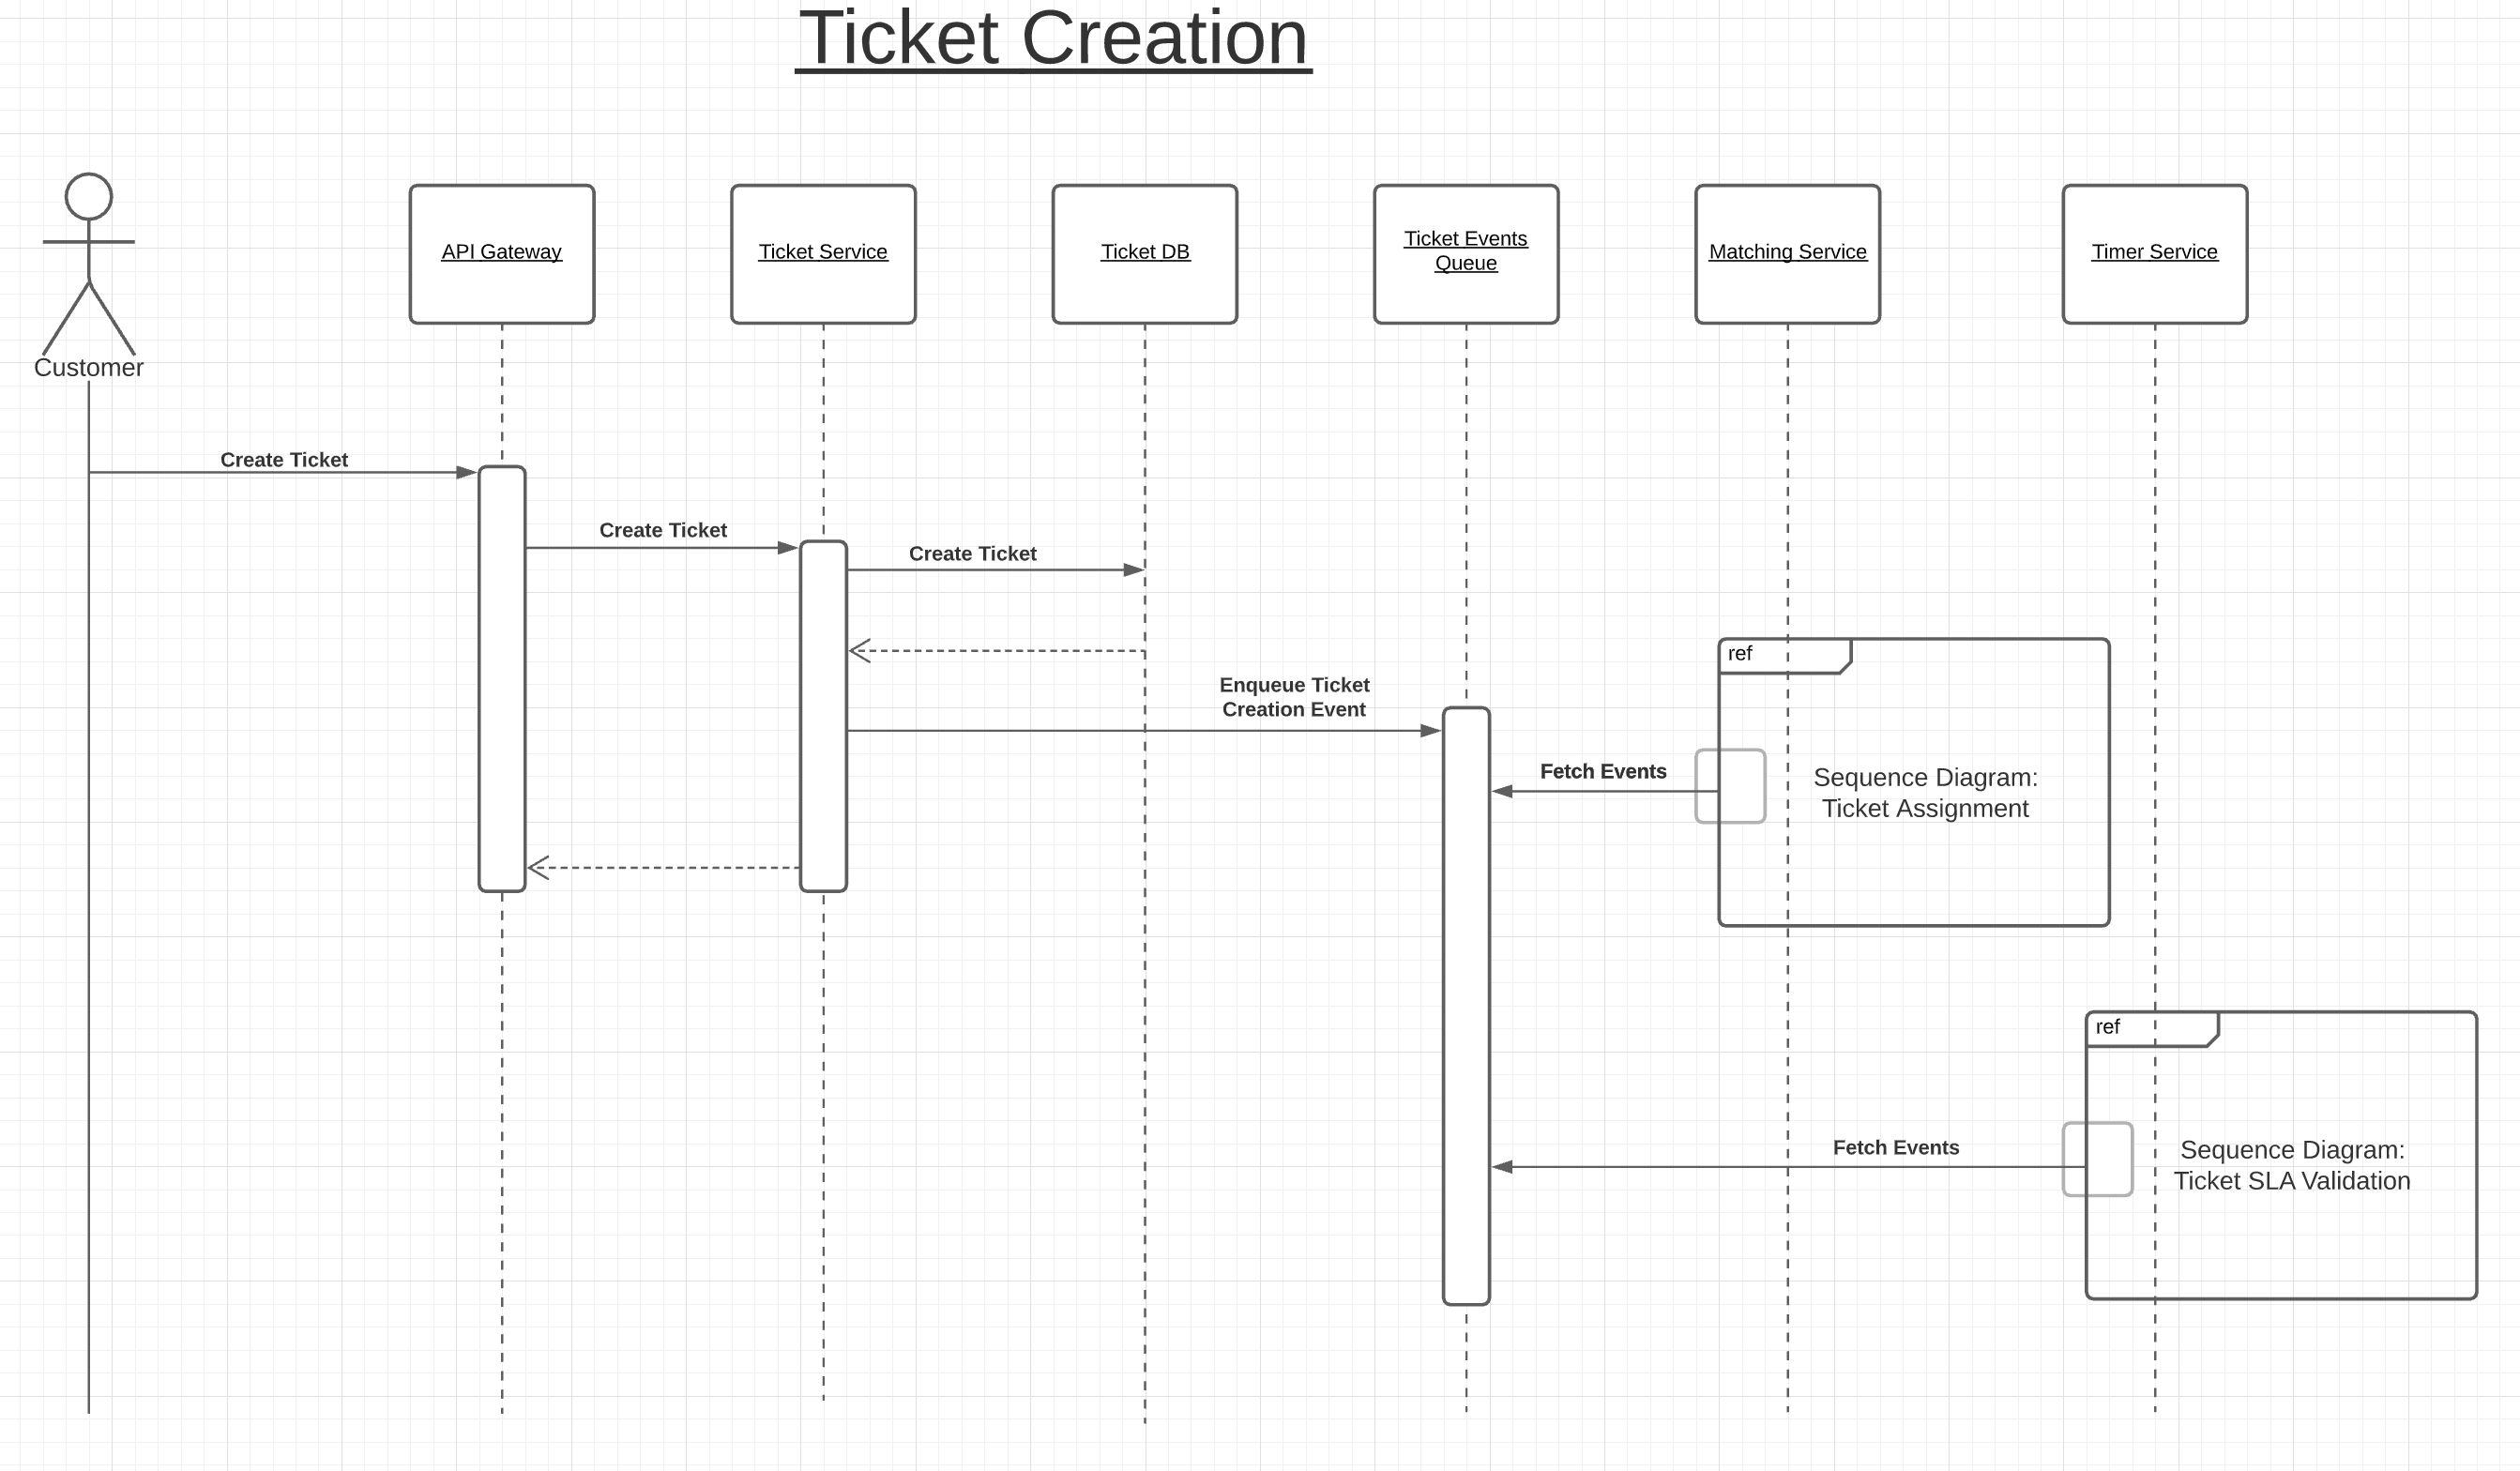 Ticket Creation
Customer
API Gateway
Ticket Service
Ticket DB
Ticket Events
Queue
Matching Service
Timer Service
Create Ticket
Create Ticket
Create Ticket
Enqueue Ticket
Creation Event
ref
Fetch Events
Sequence Diagram:
Ticket Assignment
ref
Fetch Events
Sequence Diagram:
Ticket SLA Validation